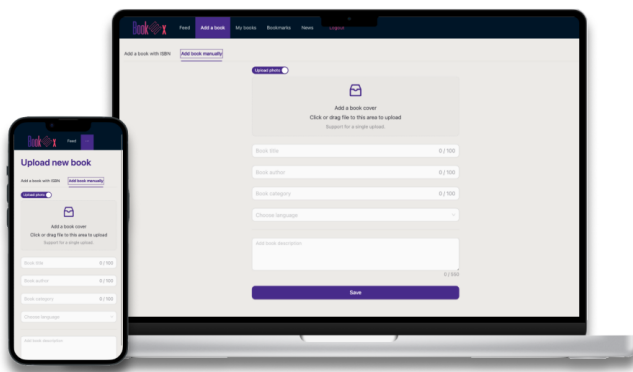 Book x Feed Add a book My books Bookmarks News Logout
Add a book with ISBN Add book manually
Upload photo
Add a book cover
Click or drag file to this area to upload
Support for a single upload.
Book title 0 / 100
Book author 0 / 100
Book category 0 / 100
Choose language
Add book description
0 / 550
Save
Book x Feed
Upload new book
Add a book with ISBN Add book manually
Upload photo
Add a book cover
Click or drag file to this area to upload
Support for a single upload.
Book title 0 / 100
Book author 0 / 100
Book category 0 / 100
Choose language
Add book description